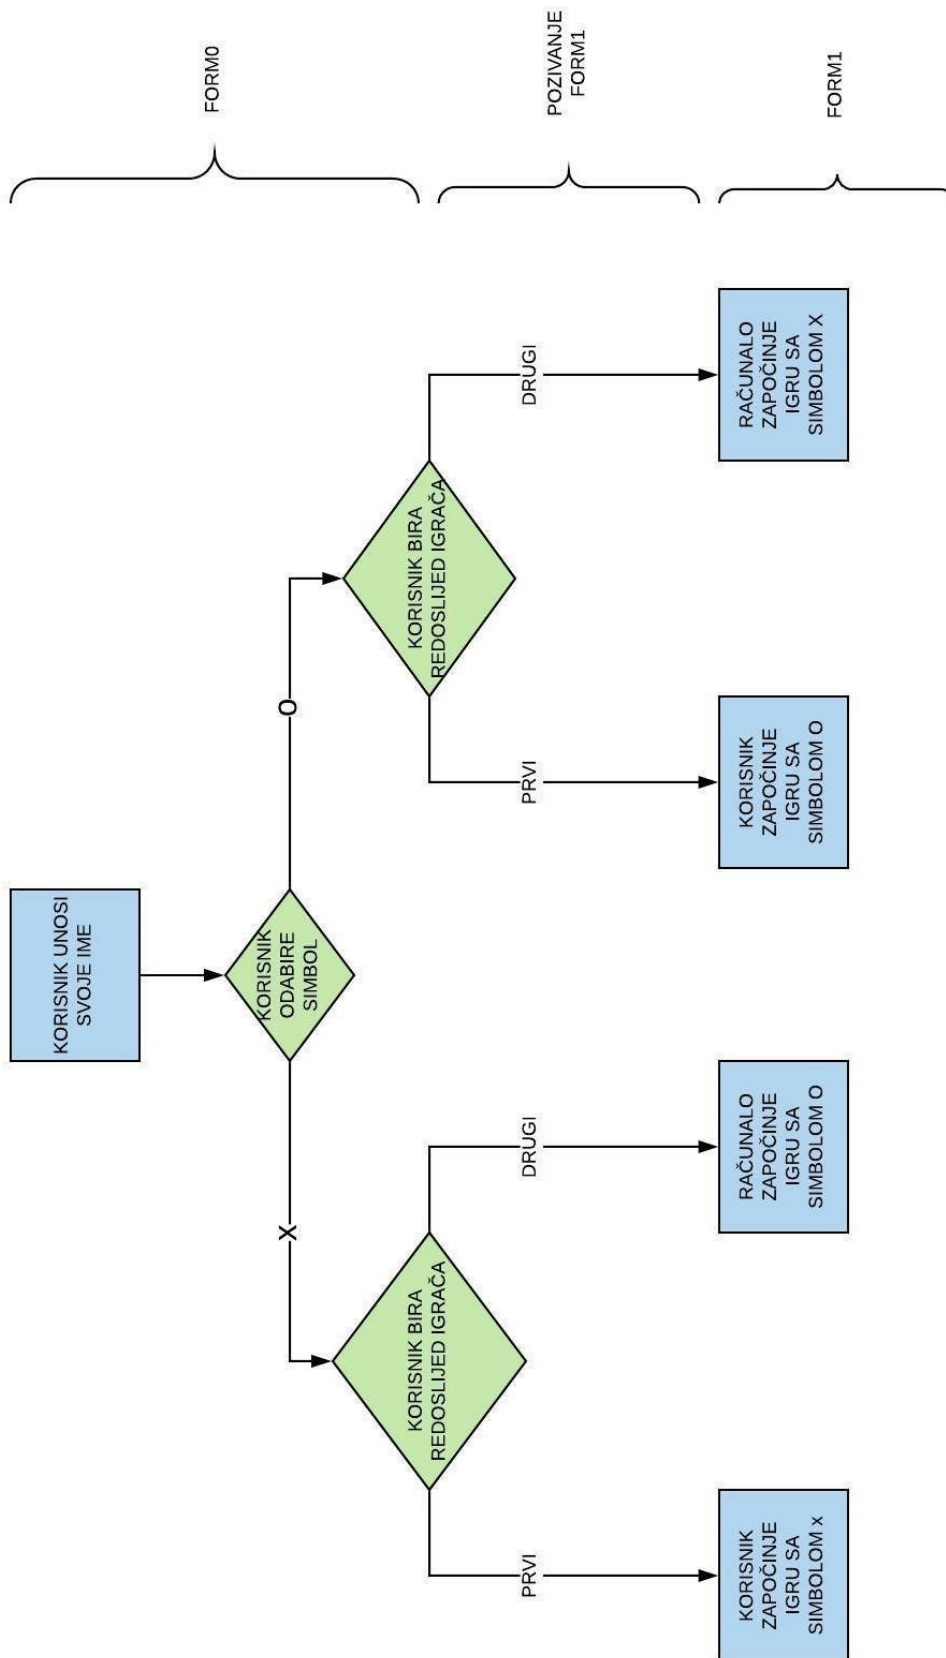 KORISNIK UNOSI
SVOJE IME
KORISNIK
ODABIRE
SIMBOL
X
O
KORISNIK BIRA
REDOSLIJED IGRAČA
KORISNIK BIRA
REDOSLIJED IGRAČA
PRVI
DRUGI
PRVI
DRUGI
KORISNIK
ZAPOČINJE
IGRU SA
SIMBOLOM x
RAČUNALO
ZAPOČINJE
IGRU SA
SIMBOLOM O
KORISNIK
ZAPOČINJE
IGRU SA
SIMBOLOM O
RAČUNALO
ZAPOČINJE
IGRU SA
SIMBOLOM X
FORM0
POZIVANJE
FORM1
FORM1